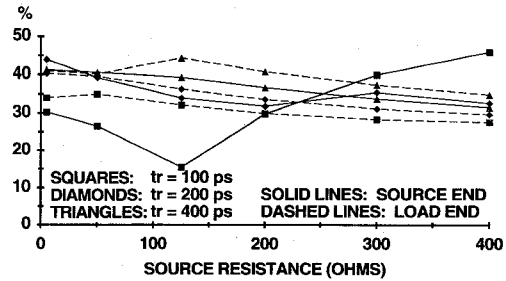 %
50
40
30
20
10
0
SQUARES: tr = 100 ps
DIAMONDS: tr = 200 ps SOLID LINES: SOURCE END
TRIANGLES: tr = 400 ps DASHED LINES: LOAD END
0 100 200 300 400
SOURCE RESISTANCE (OHMS)